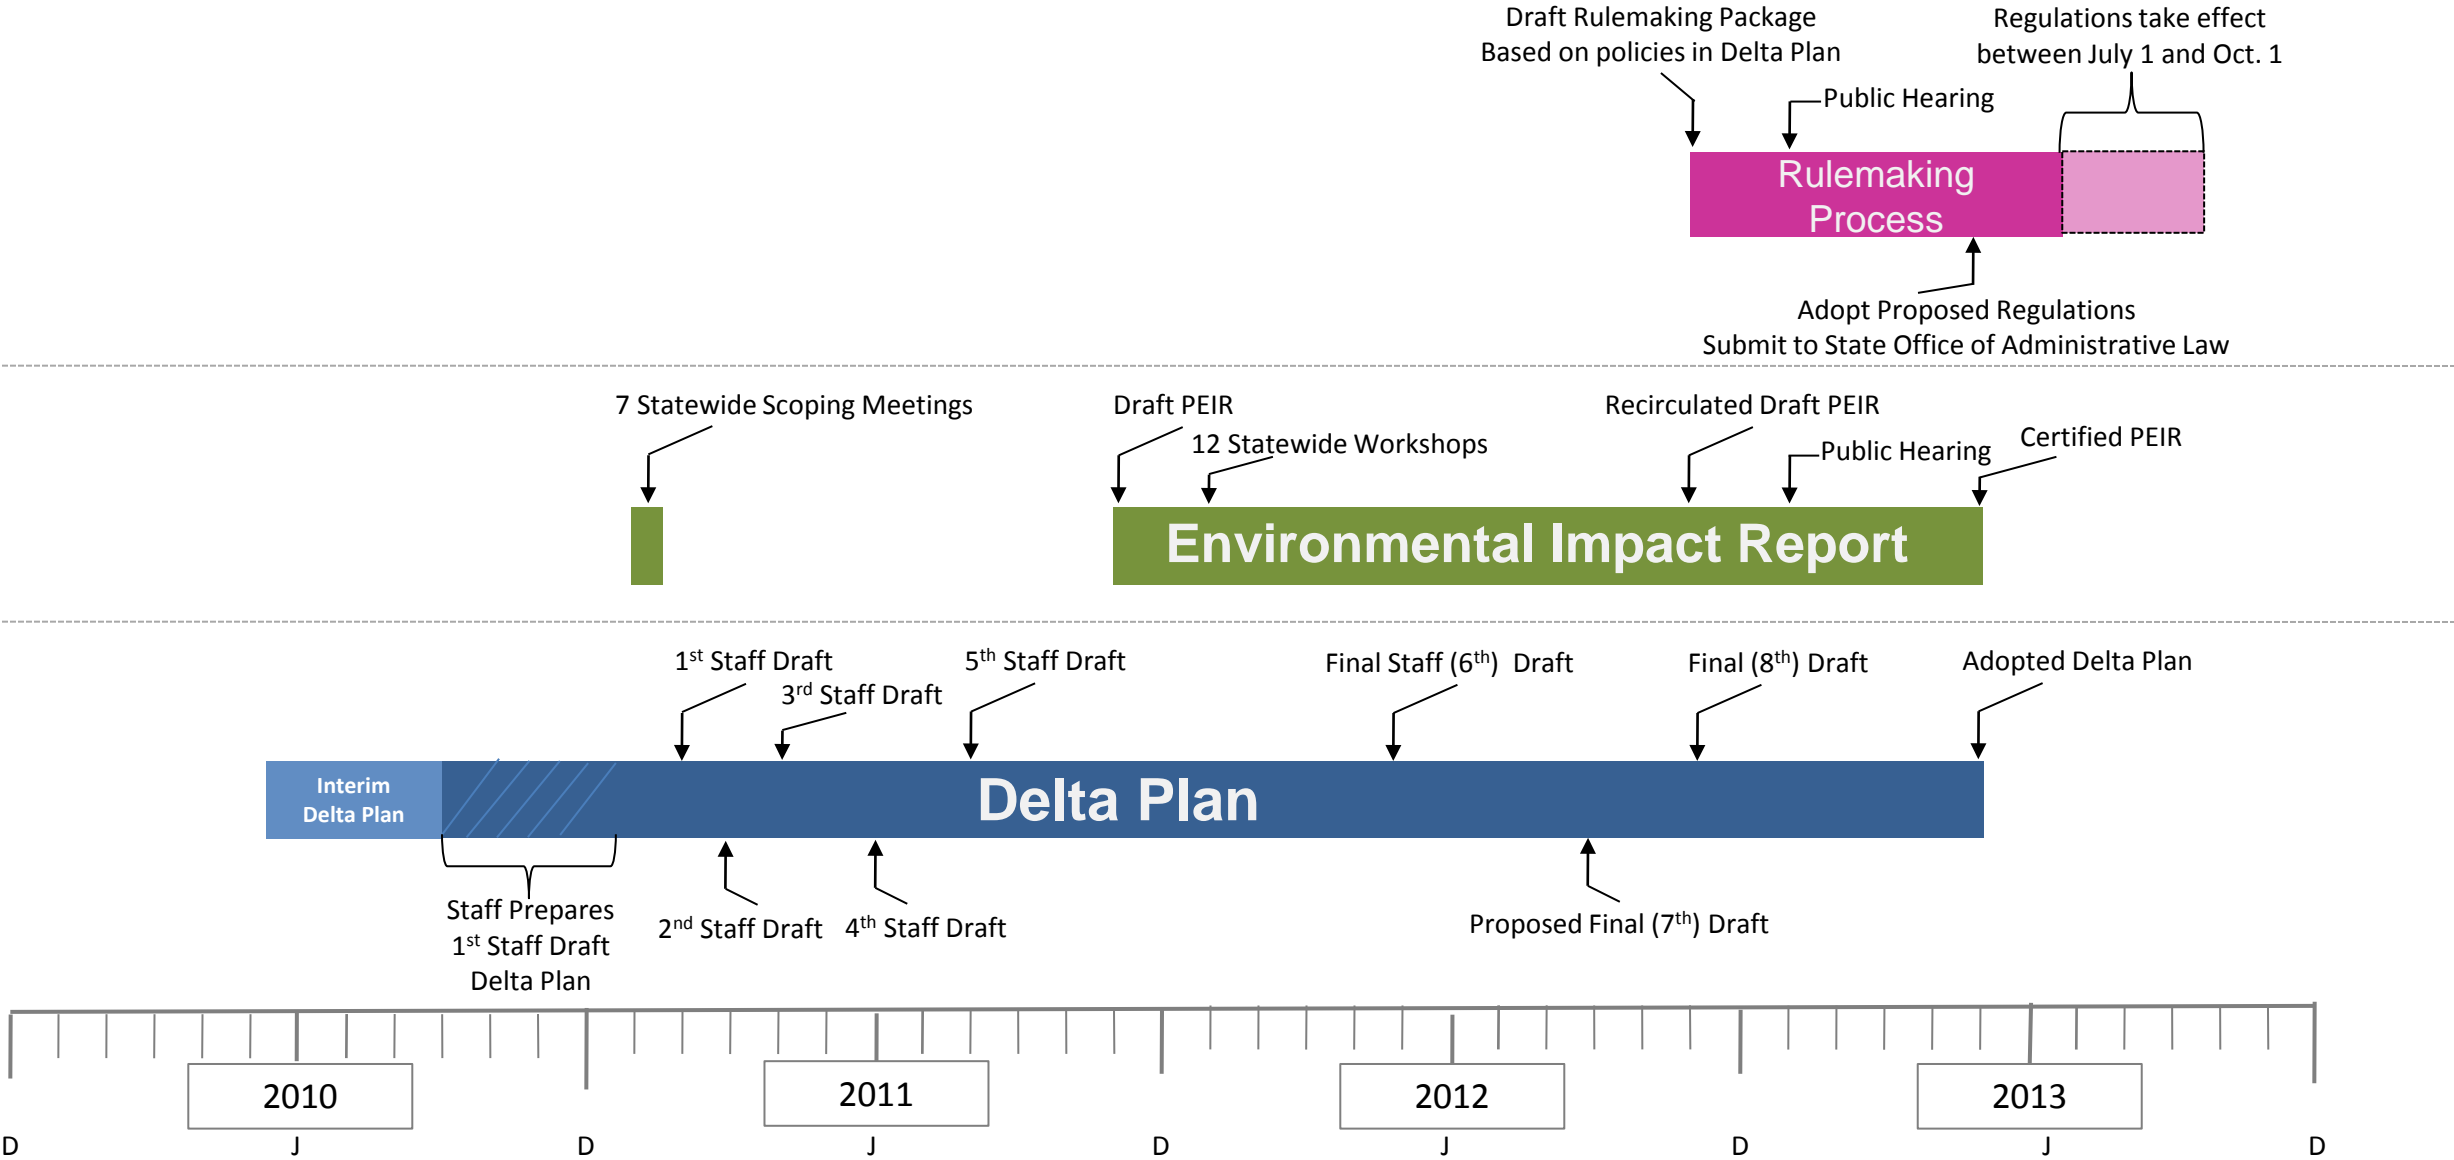 Draft Rulemaking Package
Based on policies in Delta Plan
Regulations take effect
between July 1 and Oct. 1
Public Hearing
Rulemaking
Process
Adopt Proposed Regulations
Submit to State Office of Administrative Law
7 Statewide Scoping Meetings
Draft PEIR
12 Statewide Workshops
Recirculated Draft PEIR
Public Hearing
Certified PEIR
Environmental Impact Report
1st Staff Draft
3rd Staff Draft
5th Staff Draft
Final Staff (6th) Draft
Final (8th) Draft
Adopted Delta Plan
Interim
Delta Plan
Delta Plan
Staff Prepares
1st Staff Draft
Delta Plan
2nd Staff Draft
4th Staff Draft
Proposed Final (7th) Draft
2010
2011
2012
2013
D
J
D
J
D
J
D
J
D